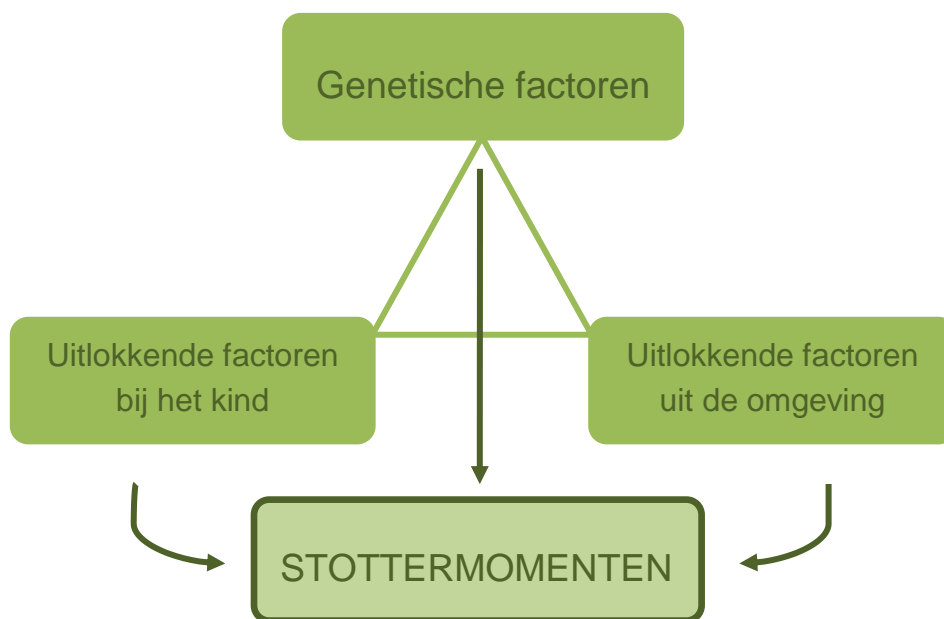 Genetische factoren
Uitlokkende factoren
bij het kind
Uitlokkende factoren
uit de omgeving
STOTTERMOMENTEN